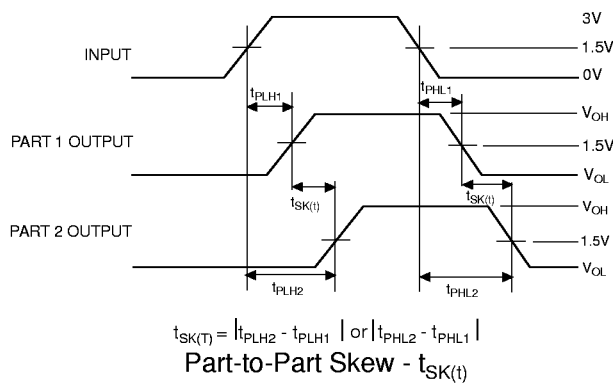 3V
INPUT
1.5V
0V
tPLH1
tPHL1
VOH
PART 1 OUTPUT
1.5V
VOL
tSK(t)
tSK(t)
VOH
PART 2 OUTPUT
1.5V
VOL
tPLH2
tPHL2
tSK(T) = |tPLH2 - tPLH1 | or |tPHL2 - tPHL1 |
Part-to-Part Skew - tSK(t)